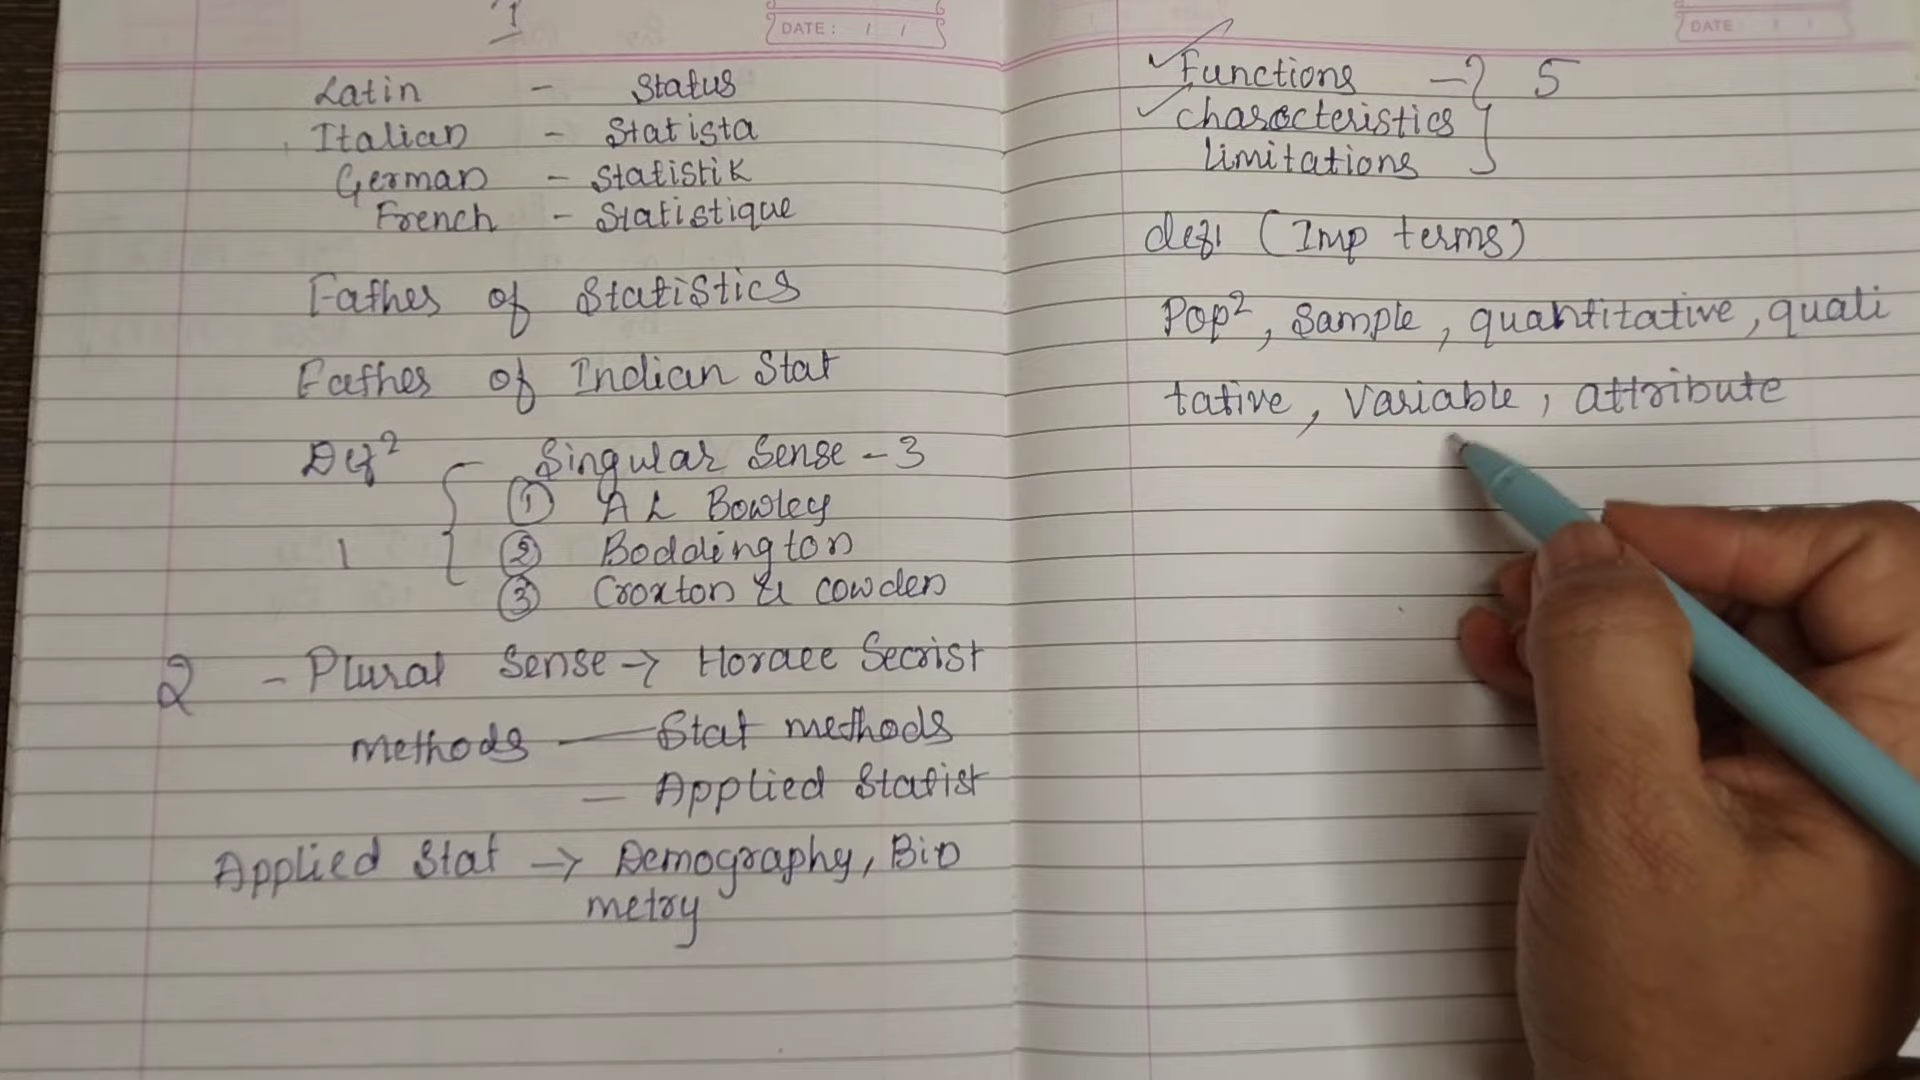 1
DATE: / /
Latin - Status
Italian - Statista
German - Statistik
French - Statistique
Father of Statistics
Father of Indian Stat
Def² Singular Sense - 3
① A L Bowley
1 ② Boddington
③ Croxton & Cowden
2 - Plural Sense → Horace Secrist
Methods — Stat methods
— Applied Statist
Applied Stat → Demography, Bio
metry
DATE
✓ Functions - } 5
✓ characteristics
limitations
defi (Imp terms)
Pop², Sample, quantitative, quali
tative, Variable, attribute